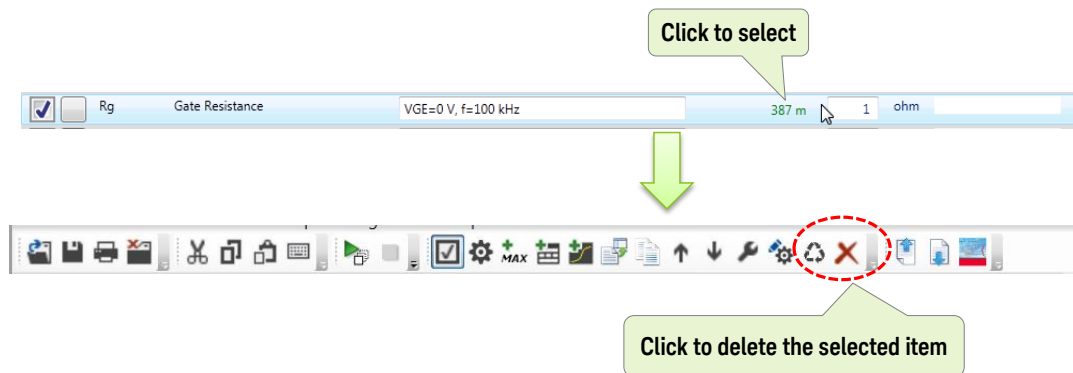 Click to select
Rg Gate Resistance VGE=0 V, f=100 kHz 387 m 1 ohm
MAX
Click to delete the selected item